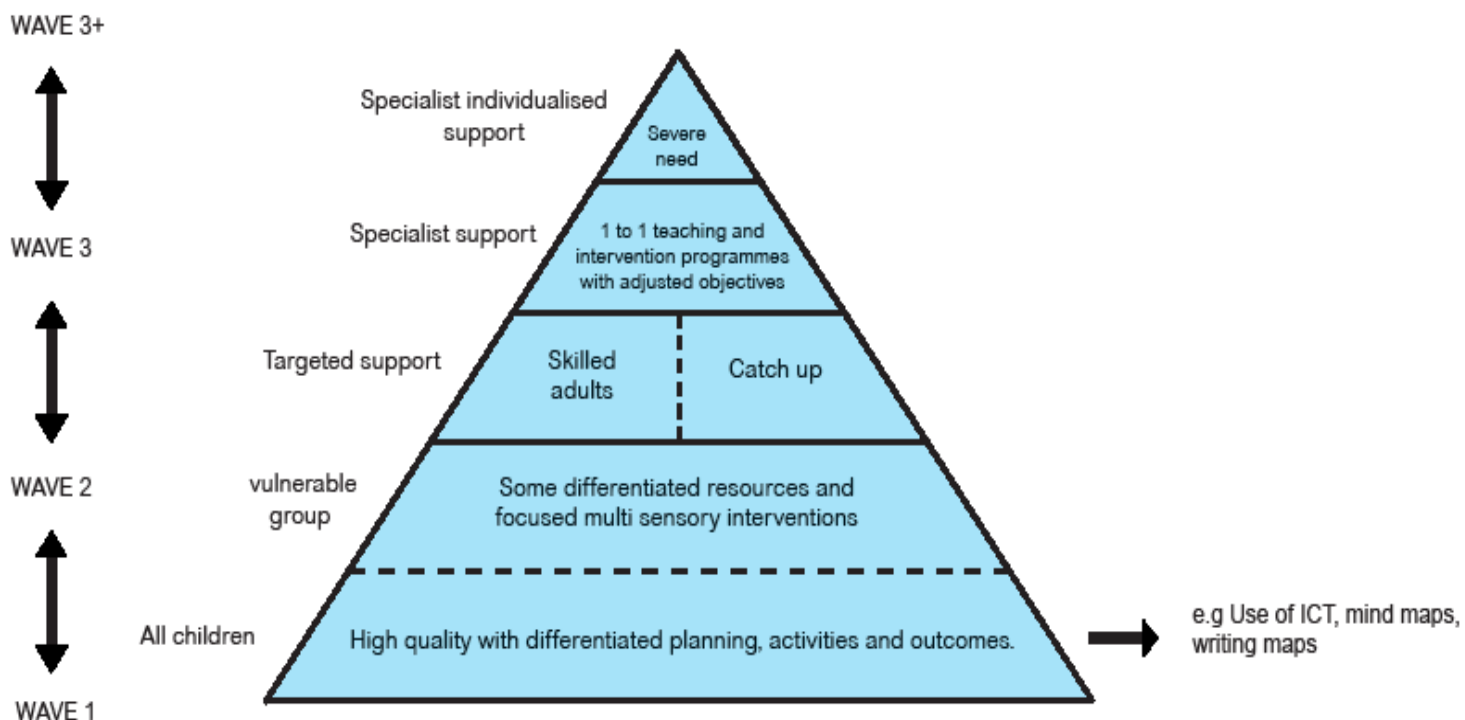 WAVE 3+
Specialist individualised
support
Severe
need
WAVE 3
Specialist support
1 to 1 teaching and
intervention programmes
with adjusted objectives
Targeted support
Skilled
adults
Catch up
WAVE 2
vulnerable
group
Some differentiated resources and
focused multi sensory interventions
All children
High quality with differentiated planning, activities and outcomes.
e.g Use of ICT, mind maps,
writing maps
WAVE 1